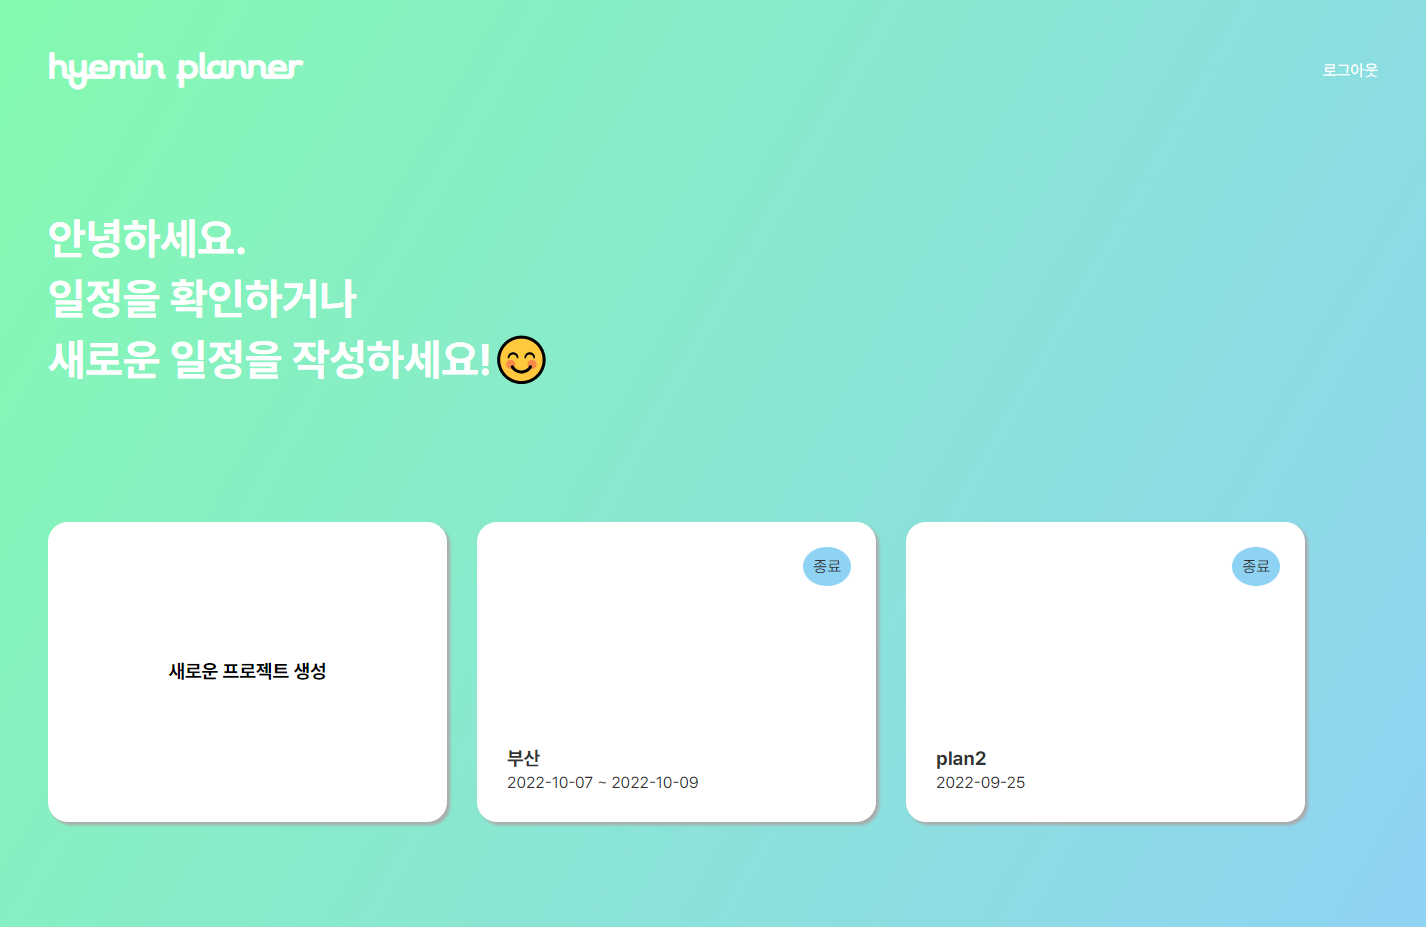 hyemin planner
로그아웃
안녕하세요.
일정을 확인하거나
새로운 일정을 작성하세요!
새로운 프로젝트 생성
종료
부산
2022-10-07 ~ 2022-10-09
종료
plan2
2022-09-25